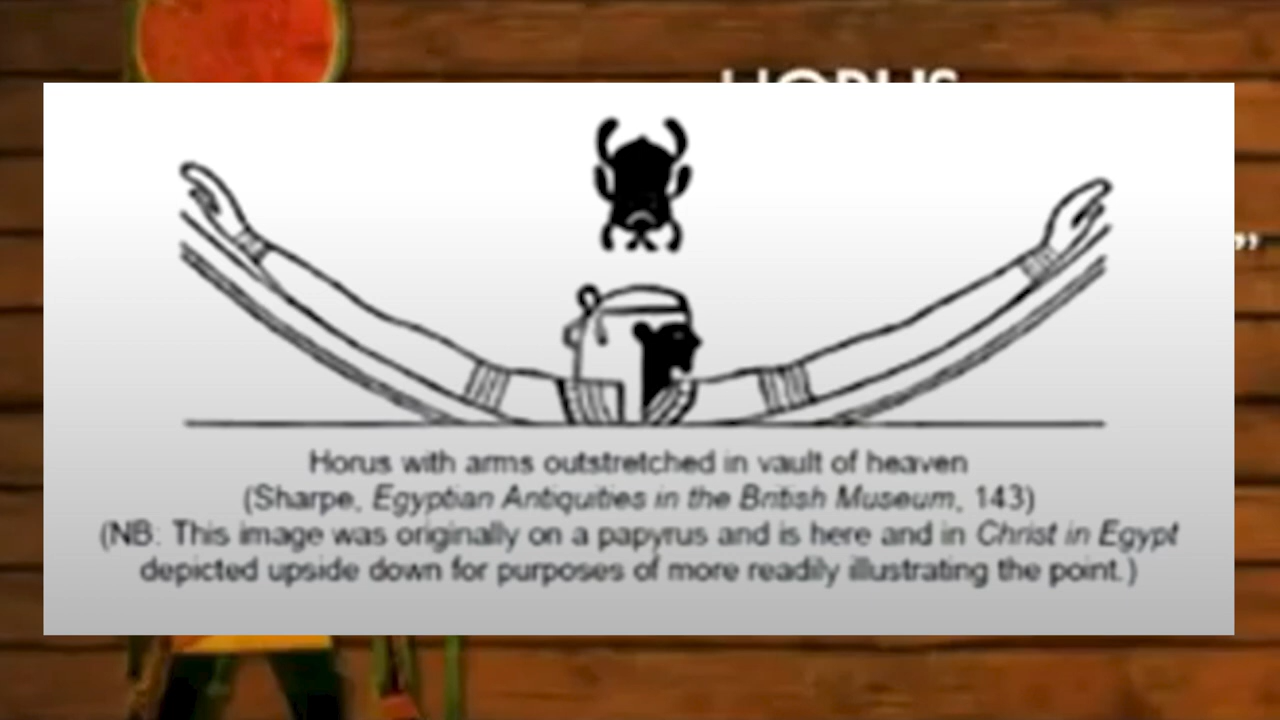 HORUS
”
Horus with arms outstretched in vault of heaven
(Sharpe, Egyptian Antiquities in the British Museum, 143)
(NB: This image was originally on a papyrus and is here and in Christ in Egypt
depicted upside down for purposes of more readily illustrating the point.)